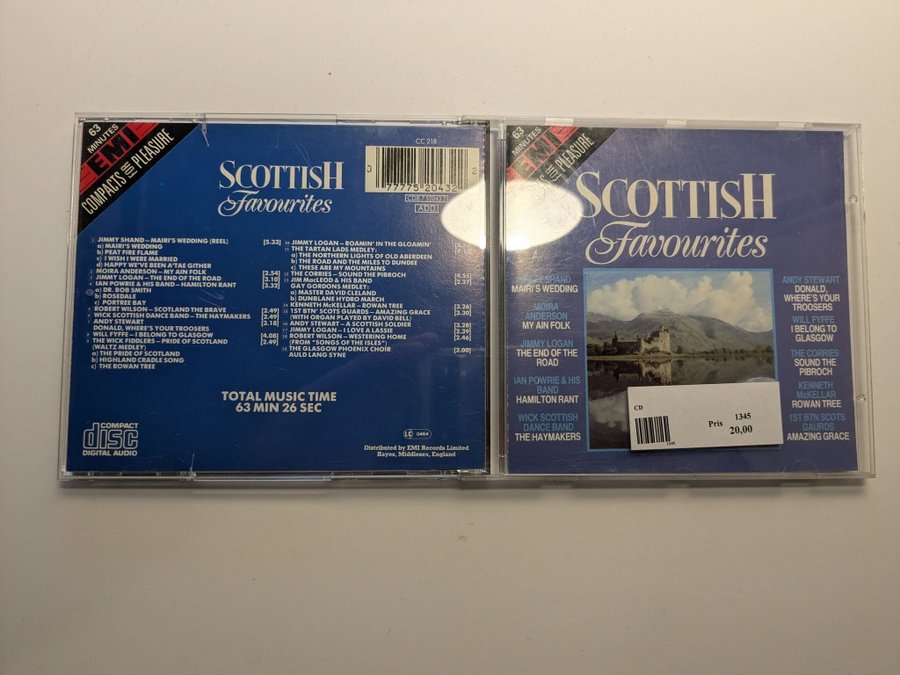 63
MINUTES
EMI
COMPACTS FOR PLEASURE
CC 218
SCOTTISH
Favourites
0
77775 20432
2
CDB 7 52043 2
ADD
1 JIMMY SHAND – MAIRI'S WEDDING (REEL) [5.33]
a) MAIRI'S WEDDING
b) PEAT FIRE FLAME
c) I WISH I WERE MARRIED
d) HAPPY WE'VE BEEN A'TAE GITHER
2 MOIRA ANDERSON – MY AIN FOLK [2.54]
3 JIMMY LOGAN – THE END OF THE ROAD [3.10]
4 IAN POWRIE & HIS BAND – HAMILTON RANT [3.32]
a) DR. BOB SMITH
b) ROSEDALE
c) PORTREE BAY
5 ROBERT WILSON – SCOTLAND THE BRAVE [2.49]
6 WICK SCOTTISH DANCE BAND – THE HAYMAKERS [2.49]
7 ANDY STEWART [3.18]
DONALD, WHERE'S YOUR TROOSERS
8 WILL FYFFE – I BELONG TO GLASGOW [4.08]
9 THE WICK FIDDLERS – PRIDE OF SCOTLAND [2.49]
(WALTZ MEDLEY)
a) THE PRIDE OF SCOTLAND
b) HIGHLAND CRADLE SONG
c) THE ROWAN TREE
10 JIMMY LOGAN – ROAMIN' IN THE GLOAMIN'
11 THE TARTAN LADS MEDLEY:
a) THE NORTHERN LIGHTS OF OLD ABERDEEN
b) THE ROAD AND THE MILES TO DUNDEE
c) THESE ARE MY MOUNTAINS
12 THE CORRIES – SOUND THE PIBROCH [4.55]
13 JIM MacLEOD & HIS BAND [2.37]
GAY GORDONS MEDLEY:
a) MASTER DAVID CLELAND
b) DUNBLANE HYDRO MARCH
14 KENNETH McKELLAR – ROWAN TREE [3.26]
15 1ST BTN' SCOTS GUARDS – AMAZING GRACE [3.30]
(WITH ORGAN PLAYED BY DAVID BELL)
16 ANDY STEWART – A SCOTTISH SOLDIER [3.28]
17 JIMMY LOGAN – I LOVE A LASSIE [2.39]
18 ROBERT WILSON – WESTERING HOME [2.46]
(FROM "SONGS OF THE ISLES")
19 THE GLASGOW PHOENIX CHOIR [2.00]
AULD LANG SYNE
TOTAL MUSIC TIME
63 MIN 26 SEC
COMPACT
disc
DIGITAL AUDIO
LC 0464
Distributed by EMI Records Limited
Hayes, Middlesex, England
63
MINUTES
EMI
FOR PLEASURE
SCOTTISH
Favourites
SHAND
MAIRI'S WEDDING
MOIRA
ANDERSON
MY AIN FOLK
JIMMY LOGAN
THE END OF THE
ROAD
IAN POWRIE & HIS
BAND
HAMILTON RANT
WICK SCOTTISH
DANCE BAND
THE HAYMAKERS
ANDY STEWART
DONALD,
WHERE'S YOUR
TROOSERS
WILL FYFFE
I BELONG TO
GLASGOW
THE CORRIES
SOUND THE
PIBROCH
KENNETH
McKELLAR
ROWAN TREE
1ST BTN SCOTS
GAUROS
AMAZING GRACE
CD
1345
Pris 20,00
1345